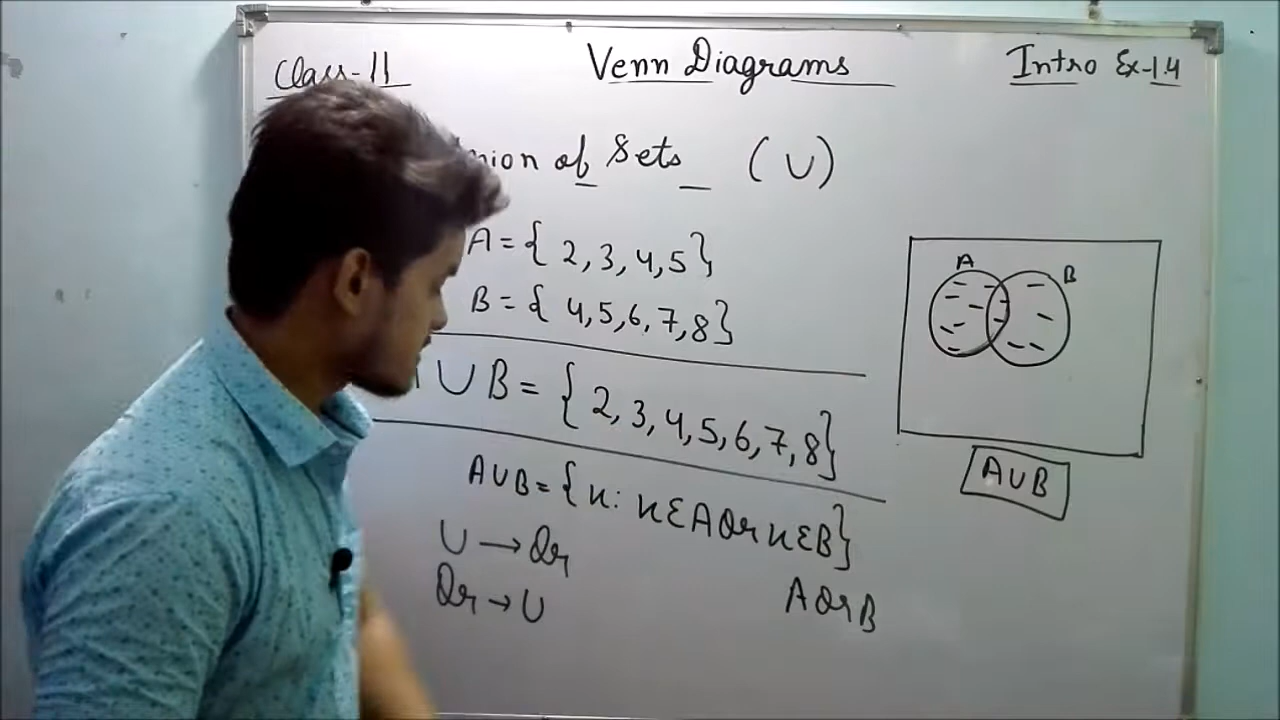 Class-11
Venn Diagrams
Intro Ex-1.4
of Sets (∪)
A = { 2, 3, 4, 5 }
B = { 4, 5, 6, 7, 8 }
∪ B = { 2, 3, 4, 5, 6, 7, 8 }
A∪B = { x : x ∈ A Or x ∈ B }
∪ → Or
Or → ∪
A Or B
A
B
A∪B